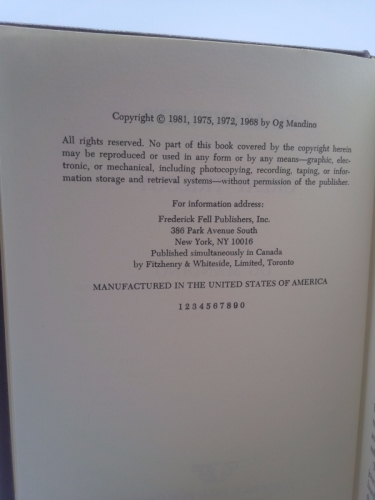 Copyright © 1981, 1975, 1972, 1968 by Og Mandino
All rights reserved. No part of this book covered by the copyright herein
may be reproduced or used in any form or by any means—graphic, elec-
tronic, or mechanical, including photocopying, recording, taping, or infor-
mation storage and retrieval systems—without permission of the publisher.
For information address:
Frederick Fell Publishers, Inc.
386 Park Avenue South
New York, NY 10016
Published simultaneously in Canada
by Fitzhenry & Whiteside, Limited, Toronto
MANUFACTURED IN THE UNITED STATES OF AMERICA
1 2 3 4 5 6 7 8 9 0